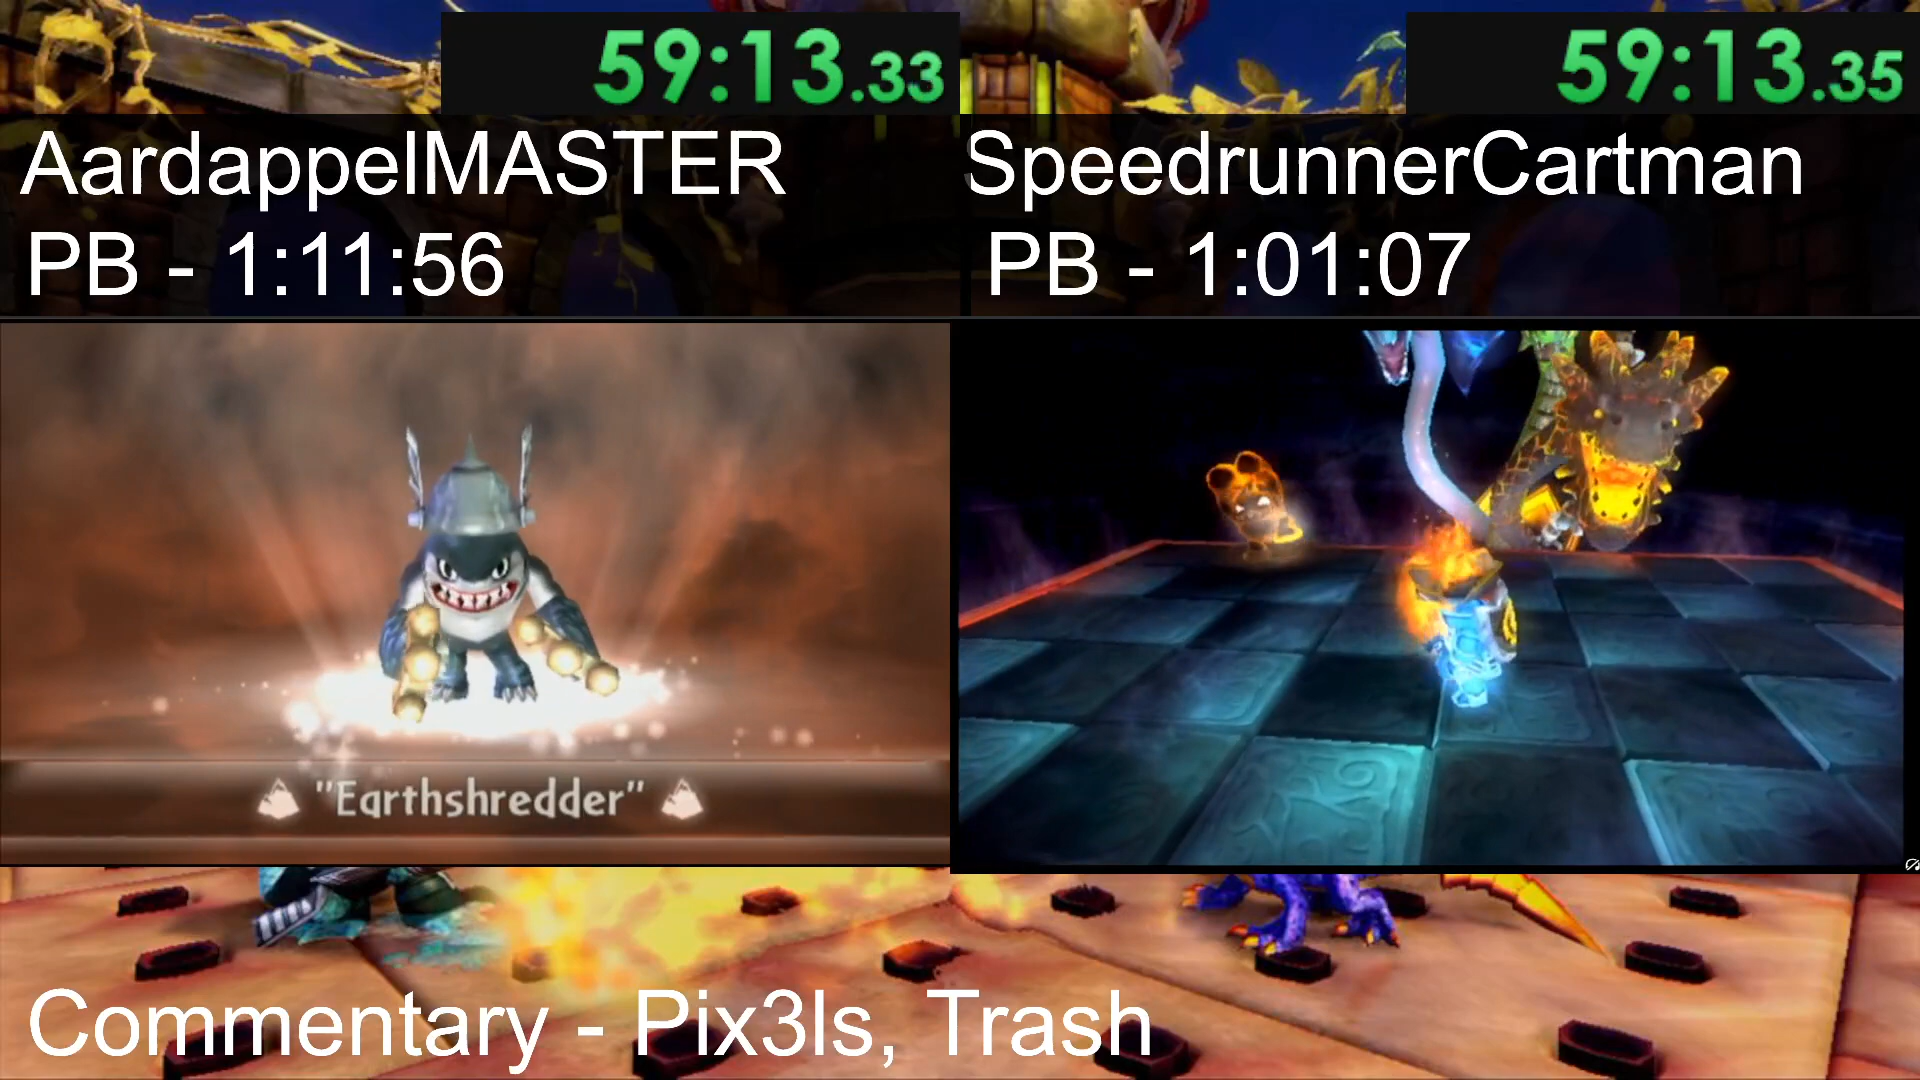 59:13.33
59:13.35
AardappelMASTER
SpeedrunnerCartman
PB - 1:11:56
PB - 1:01:07
"Earthshredder"
Commentary - Pix3ls, Trash